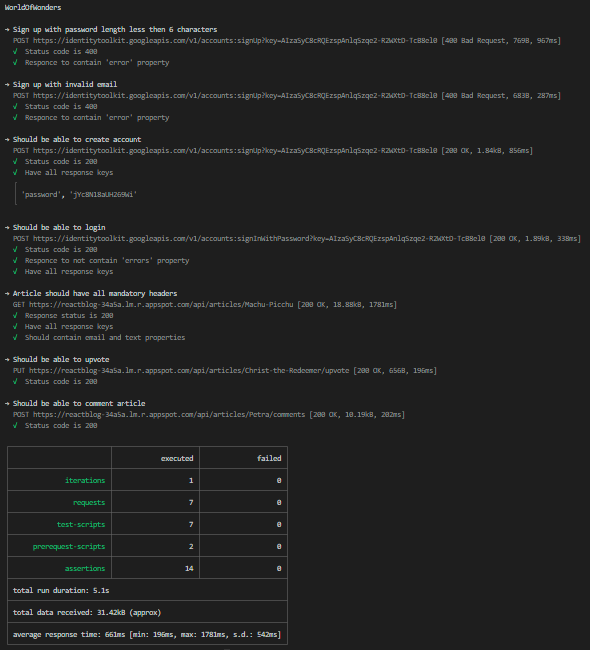 WorldOfWonders
→ Sign up with password length less then 6 characters
POST https://identitytoolkit.googleapis.com/v1/accounts:signUp?key=AIzaSyC8cRQEzspAnlqSzqe2-R2WXtD-TcB8el0 [400 Bad Request, 769B, 967ms]
√ Status code is 400
√ Responce to contain 'error' property
→ Sign up with invalid email
POST https://identitytoolkit.googleapis.com/v1/accounts:signUp?key=AIzaSyC8cRQEzspAnlqSzqe2-R2WXtD-TcB8el0 [400 Bad Request, 683B, 287ms]
√ Status code is 400
√ Responce to contain 'error' property
→ Should be able to create account
POST https://identitytoolkit.googleapis.com/v1/accounts:signUp?key=AIzaSyC8cRQEzspAnlqSzqe2-R2WXtD-TcB8el0 [200 OK, 1.84kB, 856ms]
√ Status code is 200
√ Have all response keys
'password', 'jYc8N18aUH269Wi'
→ Should be able to login
POST https://identitytoolkit.googleapis.com/v1/accounts:signInWithPassword?key=AIzaSyC8cRQEzspAnlqSzqe2-R2WXtD-TcB8el0 [200 OK, 1.89kB, 338ms]
√ Status code is 200
√ Responce to not contain 'errors' property
√ Have all response keys
→ Article should have all mandatory headers
GET https://reactblog-34a5a.lm.r.appspot.com/api/articles/Machu-Picchu [200 OK, 18.88kB, 1781ms]
√ Response status is 200
√ Have all response keys
√ Should contain email and text properties
→ Should be able to upvote
PUT https://reactblog-34a5a.lm.r.appspot.com/api/articles/Christ-the-Redeemer/upvote [200 OK, 656B, 196ms]
√ Status code is 200
→ Should be able to comment article
POST https://reactblog-34a5a.lm.r.appspot.com/api/articles/Petra/comments [200 OK, 10.19kB, 202ms]
√ Status code is 200
executed failed
iterations 1 0
requests 7 0
test-scripts 7 0
prerequest-scripts 2 0
assertions 14 0
total run duration: 5.1s
total data received: 31.42kB (approx)
average response time: 661ms [min: 196ms, max: 1781ms, s.d.: 542ms]